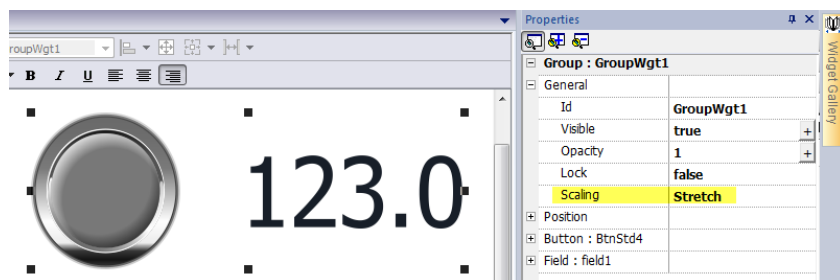 Properties
GroupWgt1
B I U
Group : GroupWgt1
General
Id GroupWgt1
Visible true +
Opacity 1 +
Lock false
Scaling Stretch
Position
Button : BtnStd4
Field : field1
123.0
Widget Gallery